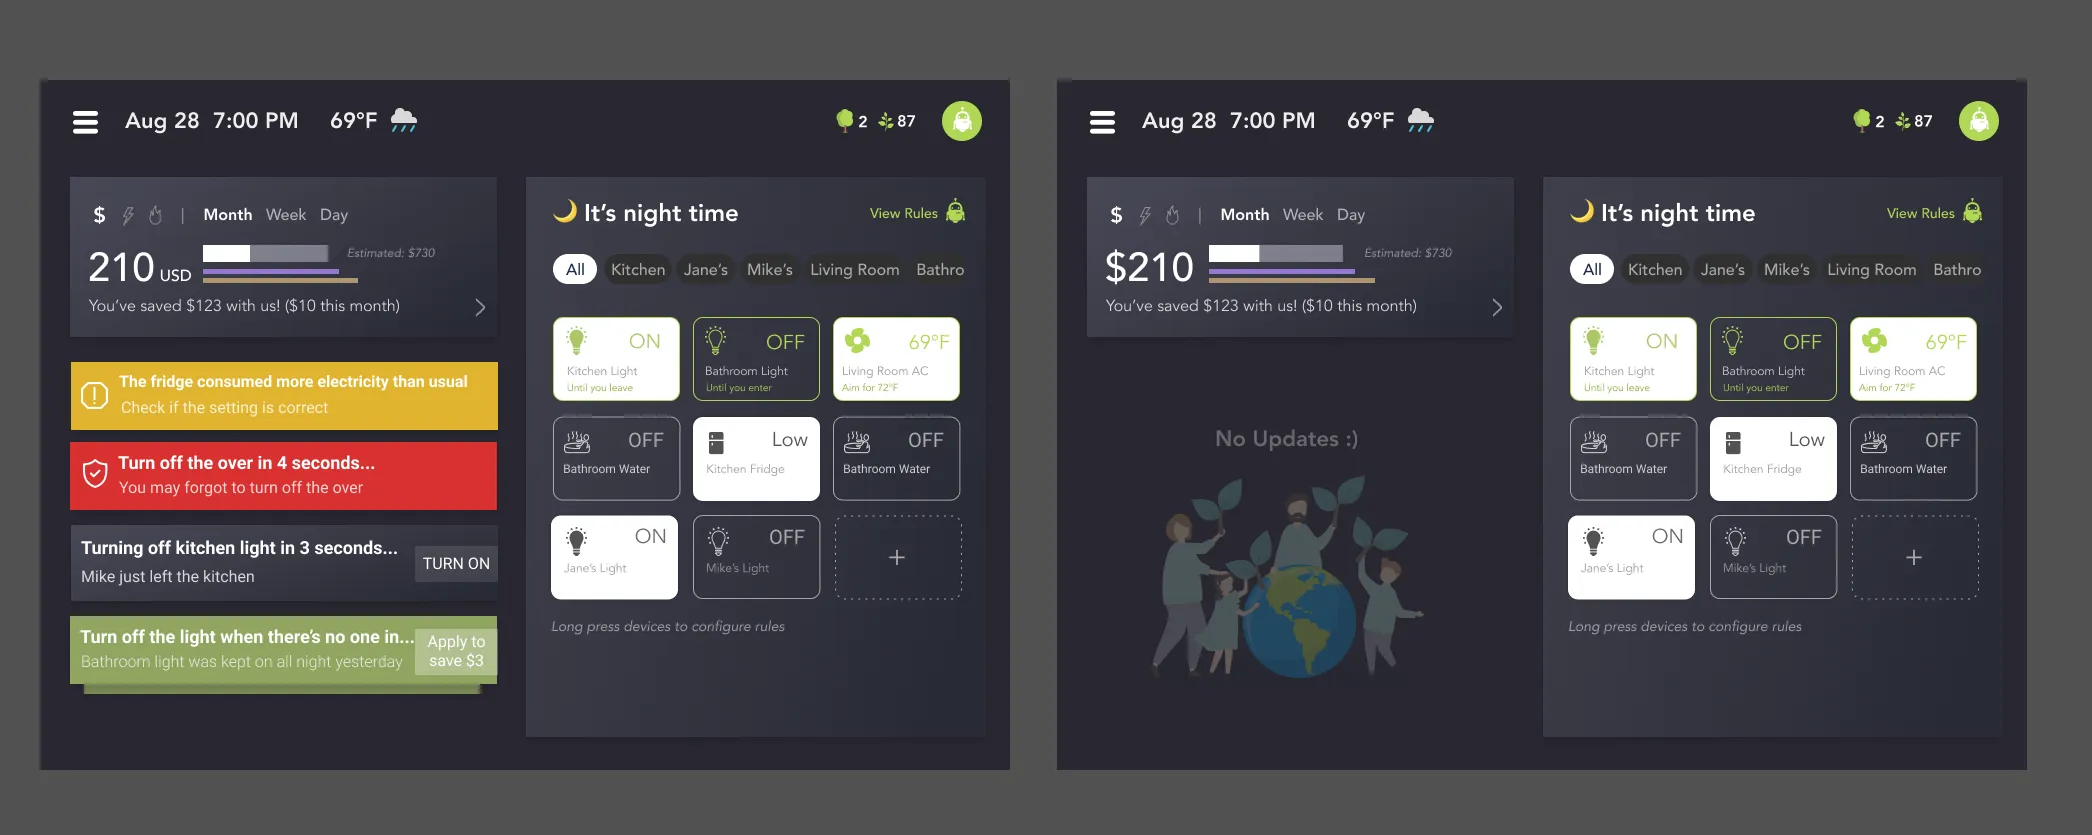 Aug 28 7:00 PM 69°F
2 87
$ | Month Week Day
210 USD
Estimated: $730
You've saved $123 with us! ($10 this month)
The fridge consumed more electricity than usual
Check if the setting is correct
Turn off the over in 4 seconds...
You may forgot to turn off the over
Turning off kitchen light in 3 seconds...
Mike just left the kitchen
TURN ON
Turn off the light when there's no one in...
Bathroom light was kept on all night yesterday
Apply to
save $3
It's night time
View Rules
All Kitchen Jane's Mike's Living Room Bathro
ON
Kitchen Light
Until you leave
OFF
Bathroom Light
Until you enter
69°F
Living Room AC
Aim for 72°F
OFF
Bathroom Water
Low
Kitchen Fridge
OFF
Bathroom Water
ON
Jane's Light
OFF
Mike's Light
+
Long press devices to configure rules
Aug 28 7:00 PM 69°F
2 87
$ | Month Week Day
$210
Estimated: $730
You've saved $123 with us! ($10 this month)
No Updates :)
It's night time
View Rules
All Kitchen Jane's Mike's Living Room Bathro
ON
Kitchen Light
Until you leave
OFF
Bathroom Light
Until you enter
69°F
Living Room AC
Aim for 72°F
OFF
Bathroom Water
Low
Kitchen Fridge
OFF
Bathroom Water
ON
Jane's Light
OFF
Mike's Light
+
Long press devices to configure rules